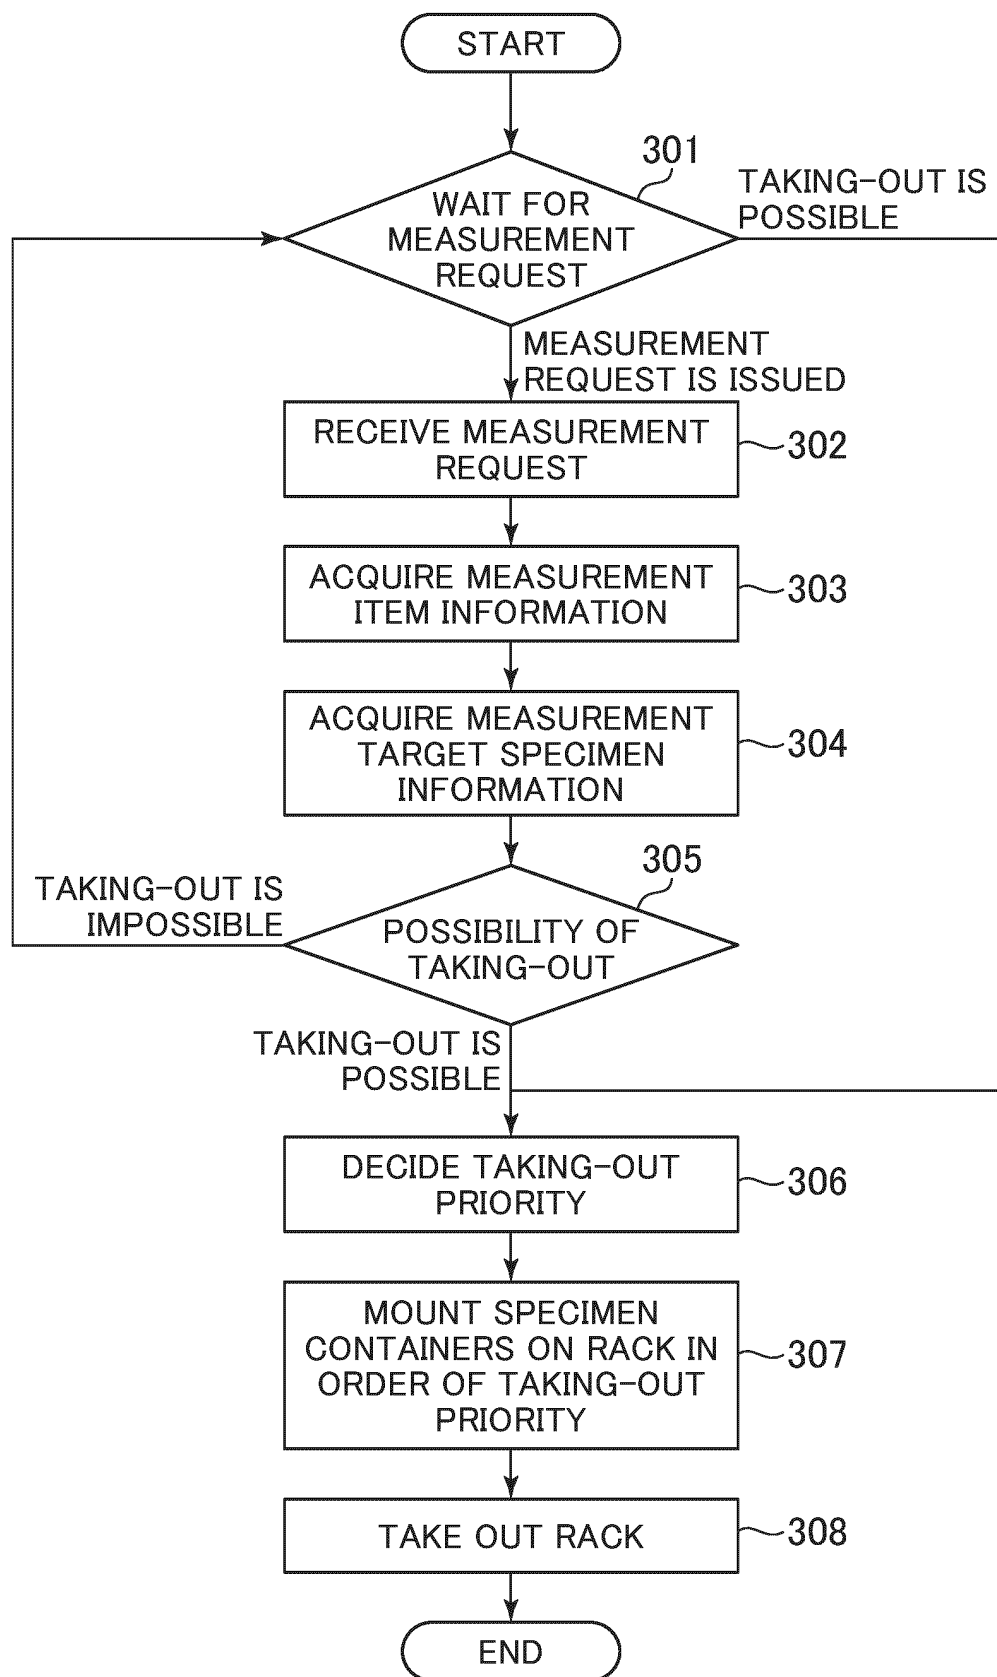 START
301
WAIT FOR
MEASUREMENT
REQUEST
TAKING-OUT IS
POSSIBLE
MEASUREMENT
REQUEST IS ISSUED
RECEIVE MEASUREMENT
REQUEST
302
ACQUIRE MEASUREMENT
ITEM INFORMATION
303
ACQUIRE MEASUREMENT
TARGET SPECIMEN
INFORMATION
304
305
TAKING-OUT IS
IMPOSSIBLE
POSSIBILITY OF
TAKING-OUT
TAKING-OUT IS
POSSIBLE
DECIDE TAKING-OUT
PRIORITY
306
MOUNT SPECIMEN
CONTAINERS ON RACK IN
ORDER OF TAKING-OUT
PRIORITY
307
TAKE OUT RACK
308
END